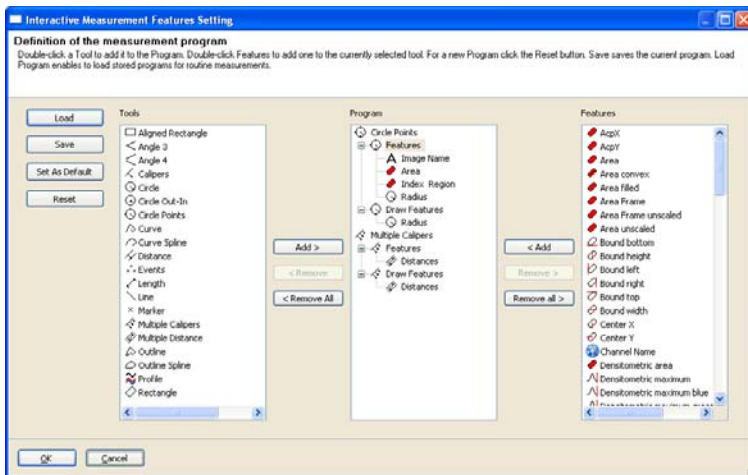 Interactive Measurement Features Setting
Definition of the measurement program
Double-click a Tool to add it to the Program. Double-click Features to add one to the currently selected tool. For a new Program click the Reset button. Save saves the current program. Load
Program enables to load stored programs for routine measurements.
Load
Save
Set As Default
Reset
Tools
Aligned Rectangle
Angle 3
Angle 4
Calipers
Circle
Circle Out-In
Circle Points
Curve
Curve Spline
Distance
Events
Length
Line
Marker
Multiple Calipers
Multiple Distance
Outline
Outline Spline
Profile
Rectangle
Add >
< Remove
< Remove All
Program
Circle Points
Features
Image Name
Area
Index Region
Radius
Draw Features
Radius
Multiple Calipers
Features
Distances
Draw Features
Distances
< Add
Remove >
Remove all >
Features
AcpX
AcpY
Area
Area convex
Area filled
Area Frame
Area Frame unscaled
Area unscaled
Bound bottom
Bound height
Bound left
Bound right
Bound top
Bound width
Center X
Center Y
Channel Name
Densitometric area
Densitometric maximum
Densitometric maximum blue
OK
Cancel